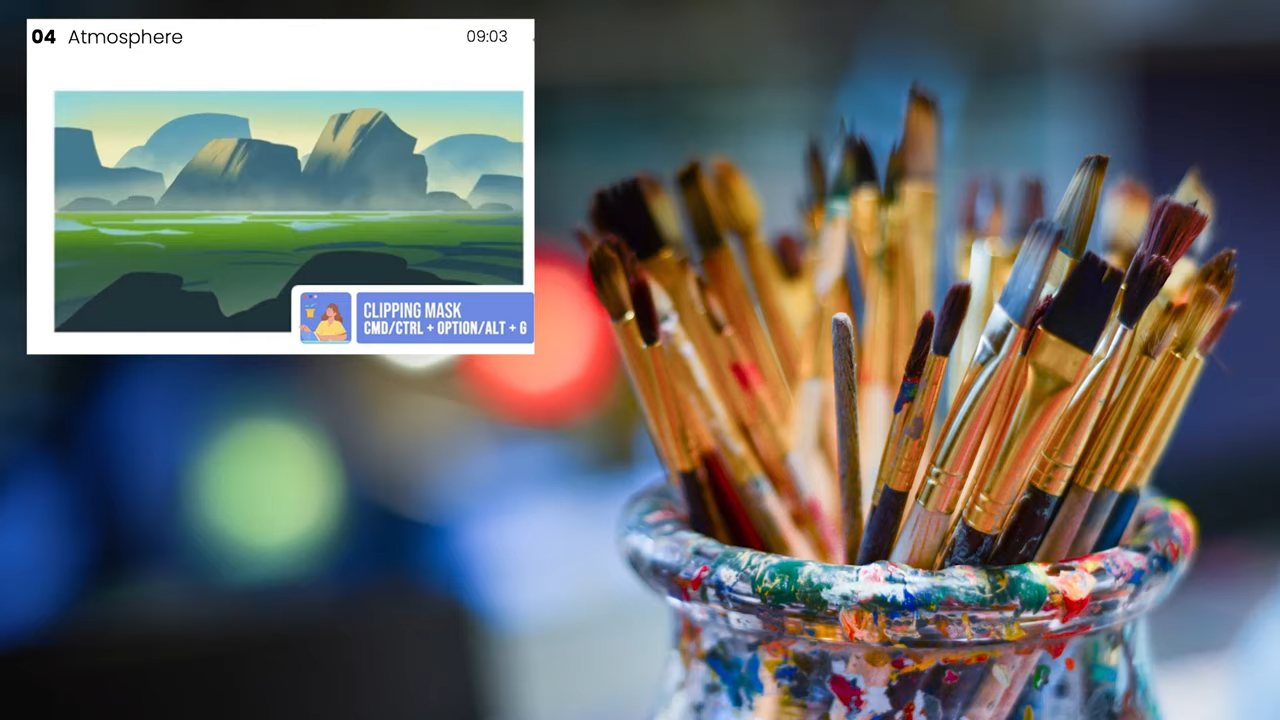 04 Atmosphere 09:03
CLIPPING MASK
CMD/CTRL + OPTION/ALT + G